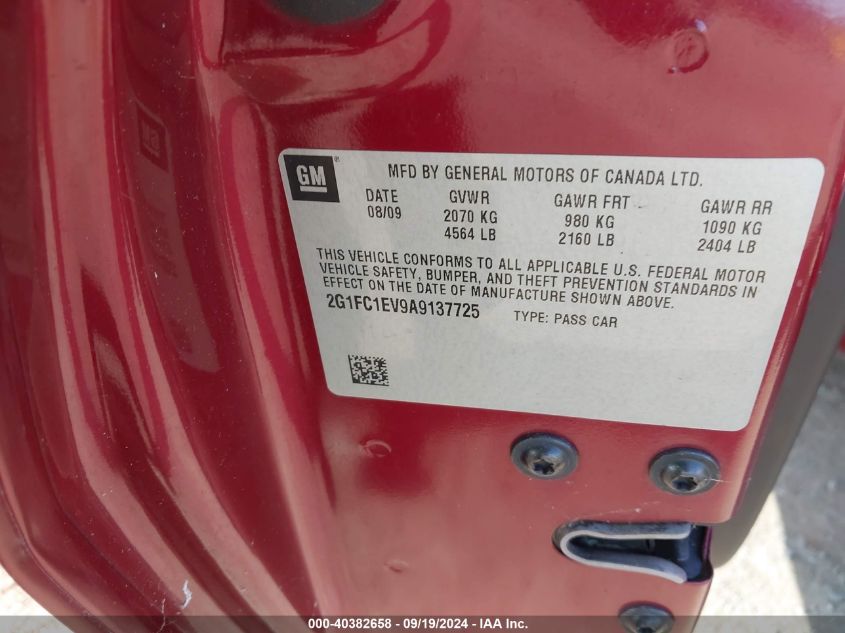 GM ®
MFD BY GENERAL MOTORS OF CANADA LTD.
DATE GVWR GAWR FRT GAWR RR
08/09 2070 KG 980 KG 1090 KG
4564 LB 2160 LB 2404 LB
THIS VEHICLE CONFORMS TO ALL APPLICABLE U.S. FEDERAL MOTOR
VEHICLE SAFETY, BUMPER, AND THEFT PREVENTION STANDARDS IN
EFFECT ON THE DATE OF MANUFACTURE SHOWN ABOVE.
2G1FC1EV9A9137725 TYPE: PASS CAR
000-40382658 - 09/19/2024 - IAA Inc.